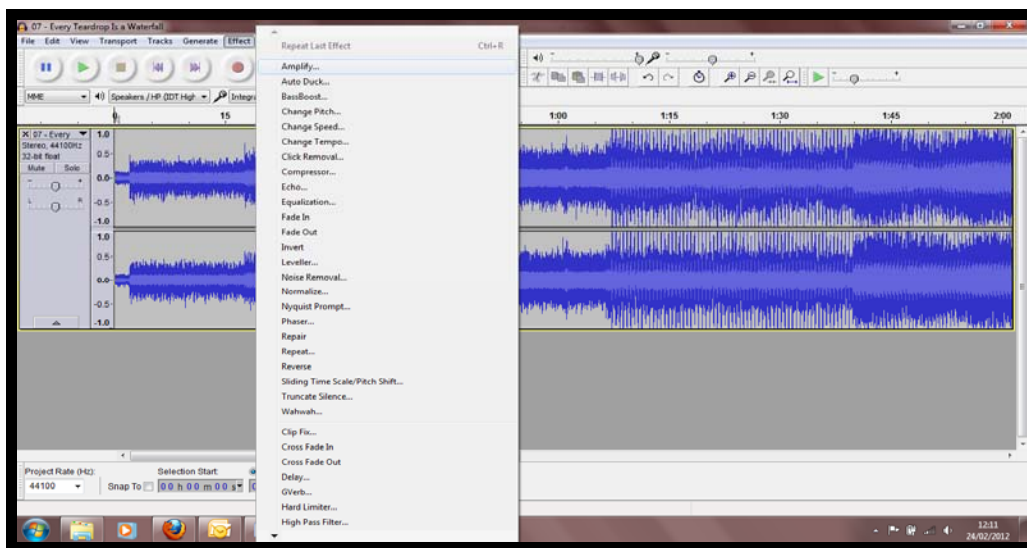 07 - Every Teardrop Is a Waterfall
File Edit View Transport Tracks Generate Effect
Repeat Last Effect Ctrl+R
Amplify...
Auto Duck...
BassBoost...
Change Pitch...
Change Speed...
Change Tempo...
Click Removal...
Compressor...
Echo...
Equalization...
Fade In
Fade Out
Invert
Leveller...
Noise Removal...
Normalize...
Nyquist Prompt...
Phaser...
Repair
Repeat...
Reverse
Sliding Time Scale/Pitch Shift...
Truncate Silence...
Wahwah...
Clip Fix...
Cross Fade In
Cross Fade Out
Delay...
GVerb...
Hard Limiter...
High Pass Filter...
MME Speakers / HP (IDT High Integra
0 15 1:00 1:15 1:30 1:45 2:00
X 07 - Every 1.0
Stereo, 44100Hz
32-bit float 0.5
Mute Solo
- + 0.0
L R -0.5
-1.0
1.0
0.5
0.0
-0.5
-1.0
Project Rate (Hz): Selection Start:
44100 Snap To 00 h 00 m 00 s
12:11
24/02/2012